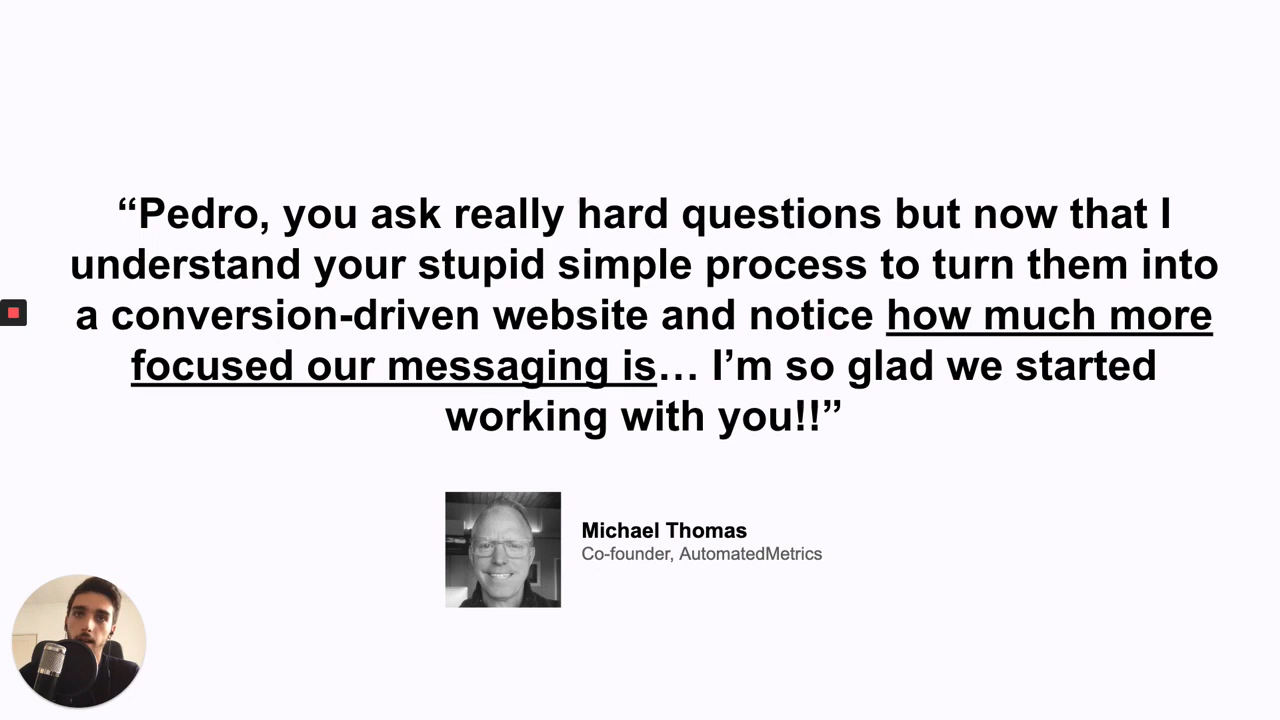 “Pedro, you ask really hard questions but now that I
understand your stupid simple process to turn them into
a conversion-driven website and notice how much more
focused our messaging is… I’m so glad we started
working with you!!”
Michael Thomas
Co-founder, AutomatedMetrics